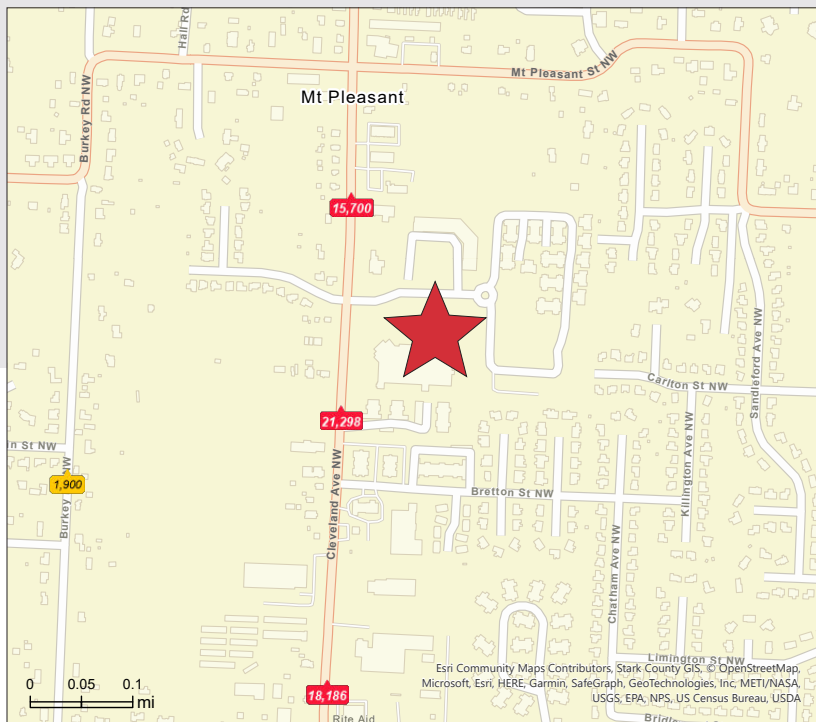 Hall Rd
Mt Pleasant St NW
Burkey Rd NW
Mt Pleasant
15,700
Sandleford Ave NW
Carlton St NW
21,298
Killington Ave NW
in St NW
1,900
Burkey
NW
Cleveland Ave NW
Bretton St NW
Chatham Ave NW
Limington St NW
Esri Community Maps Contributors, Stark County GIS, © OpenStreetMap,
Microsoft, Esri, HERE, Garmin, SafeGraph, GeoTechnologies, Inc, METI/NASA,
USGS, EPA, NPS, US Census Bureau, USDA
0 0.05 0.1
mi
18,186
Rite Aid